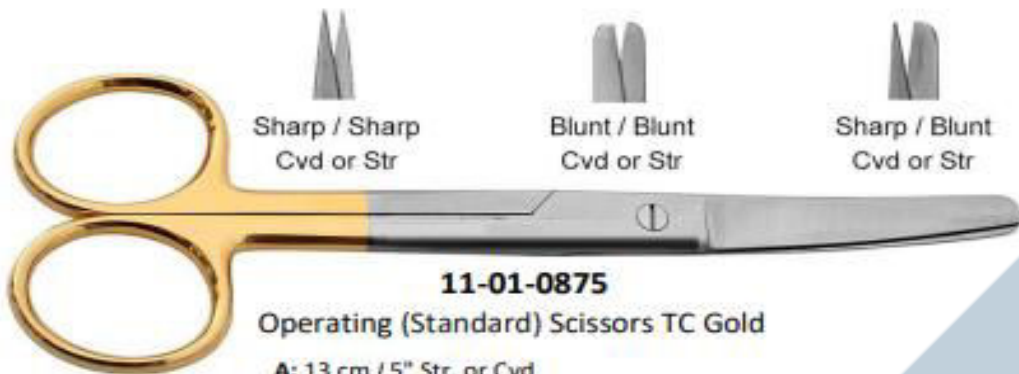 Sharp / Sharp
Cvd or Str
Blunt / Blunt
Cvd or Str
Sharp / Blunt
Cvd or Str
11-01-0875
Operating (Standard) Scissors TC Gold
A: 13 cm / 5" Str. or Cvd